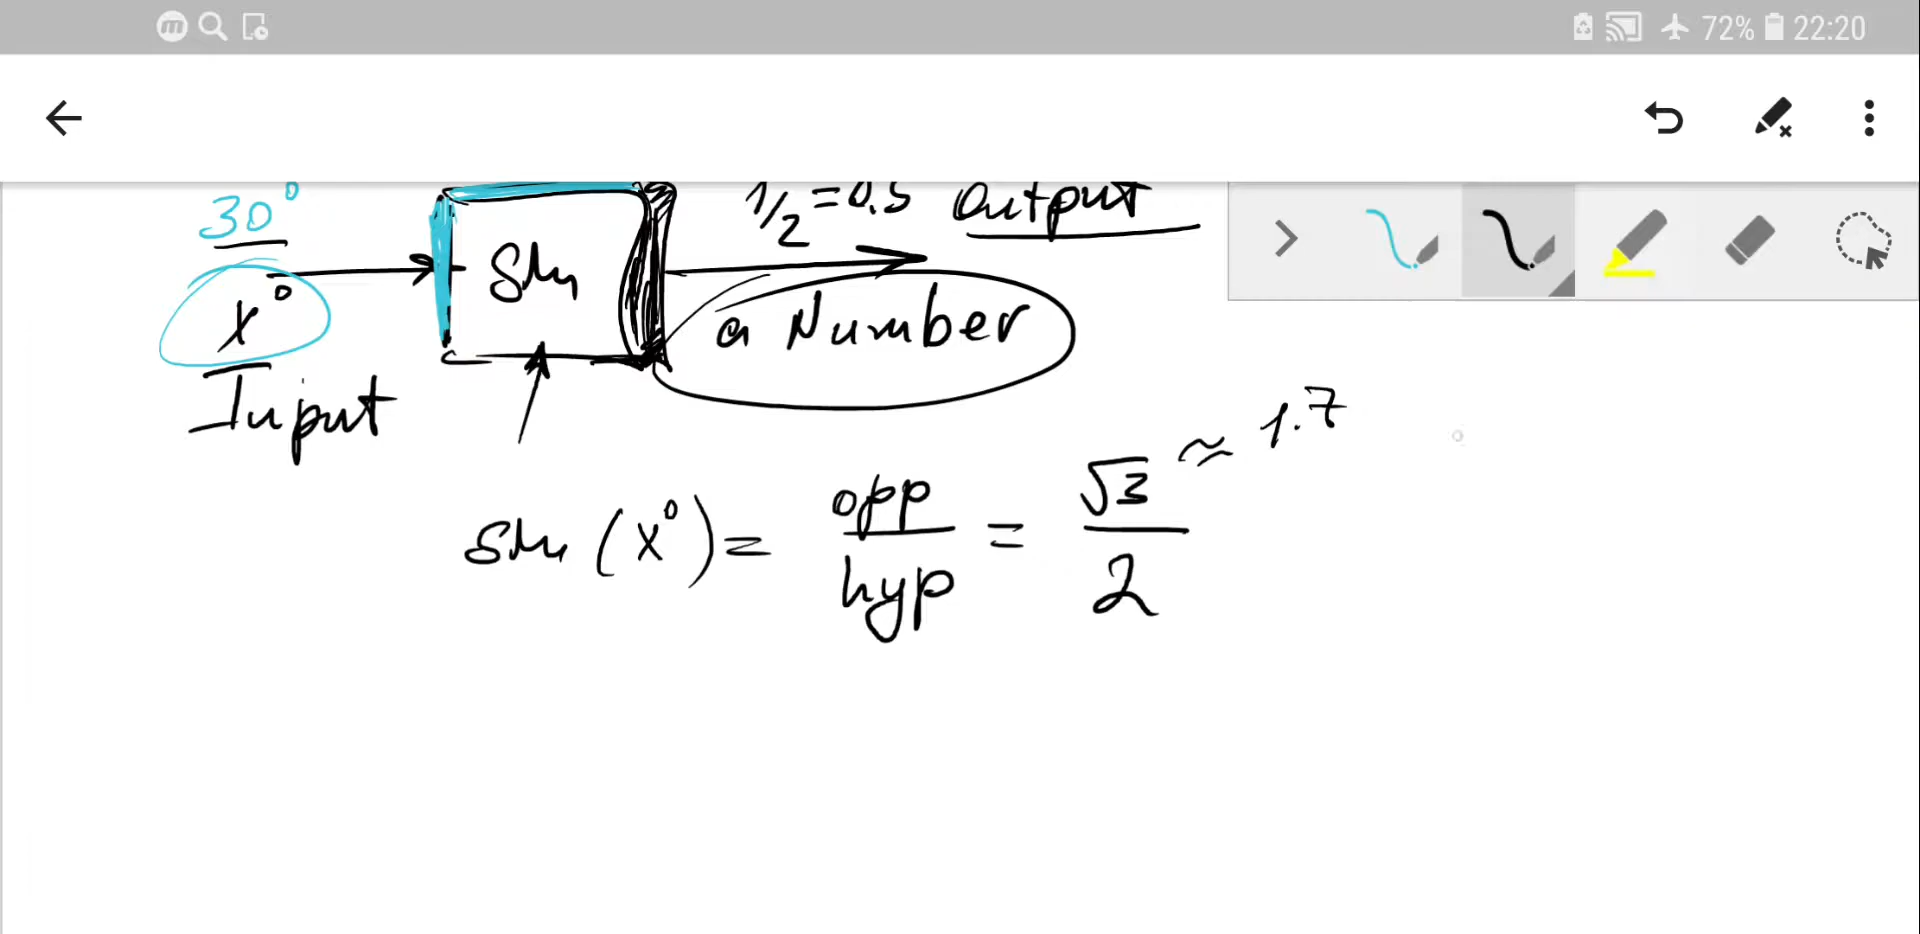 72% 22:20
30° 1/2 = 0.5 output
x° sin a Number
Input
≈ 1.7
sin (x°) = opp/hyp = √3/2